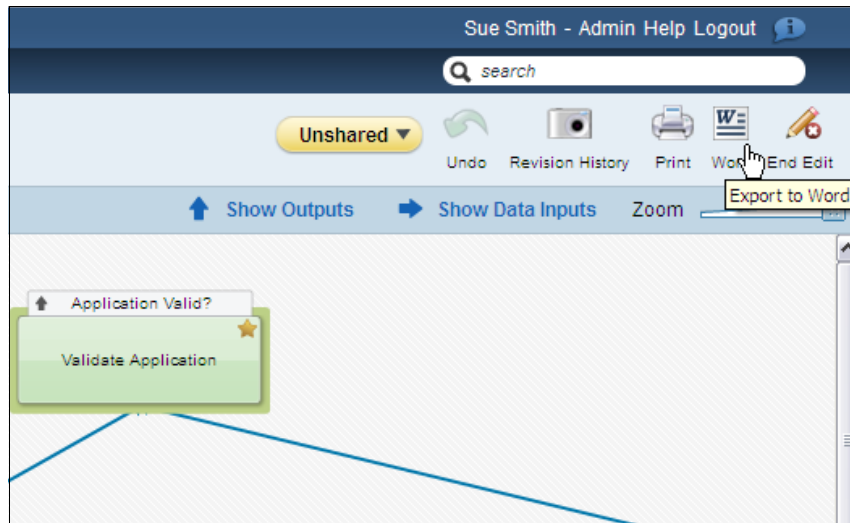 Sue Smith - Admin Help Logout
search
Unshared
Undo Revision History Print End Edit
Export to Word
Show Outputs Show Data Inputs Zoom
Application Valid?
Validate Application